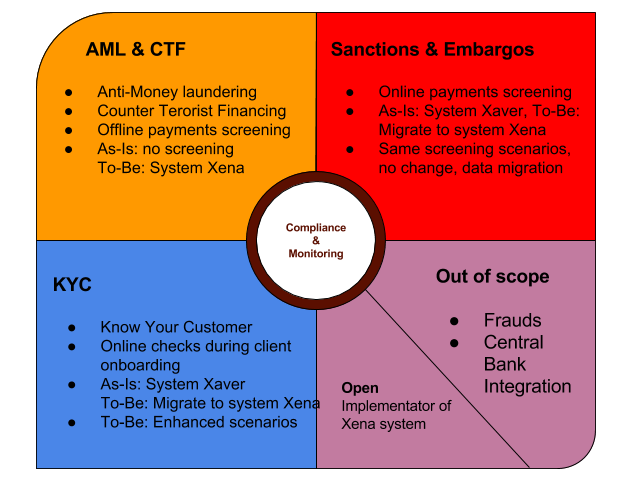 AML & CTF
● Anti-Money laundering
● Counter Terorist Financing
● Offline payments screening
● As-Is: no screening
To-Be: System Xena
Sanctions & Embargos
● Online payments screening
● As-Is: System Xaver, To-Be:
Migrate to system Xena
● Same screening scenarios,
no change, data migration
Compliance
&
Monitoring
KYC
● Know Your Customer
● Online checks during client
onboarding
● As-Is: System Xaver
To-Be: Migrate to system Xena
● To-Be: Enhanced scenarios
Open
Implementator of
Xena system
Out of scope
● Frauds
● Central
Bank
Integration